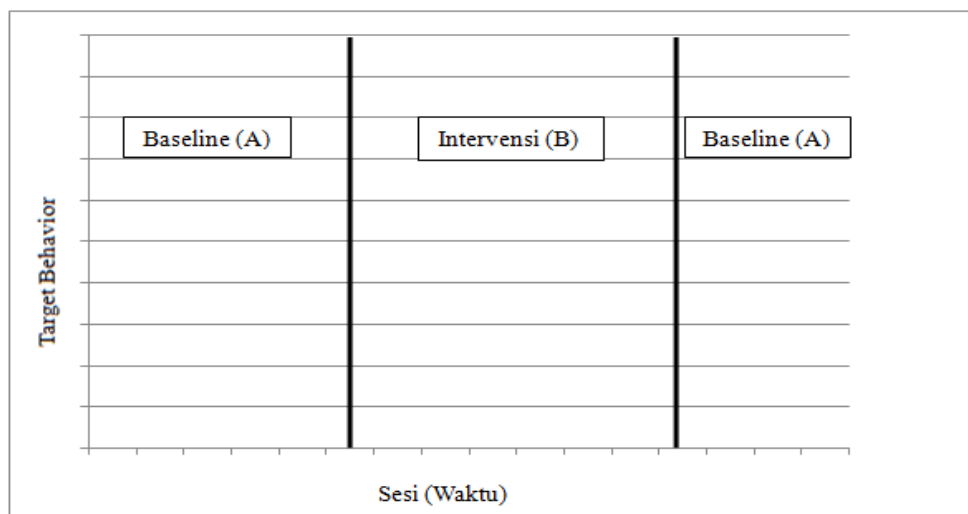 Baseline (A)
Intervensi (B)
Baseline (A)
Target Behavior
Sesi (Waktu)